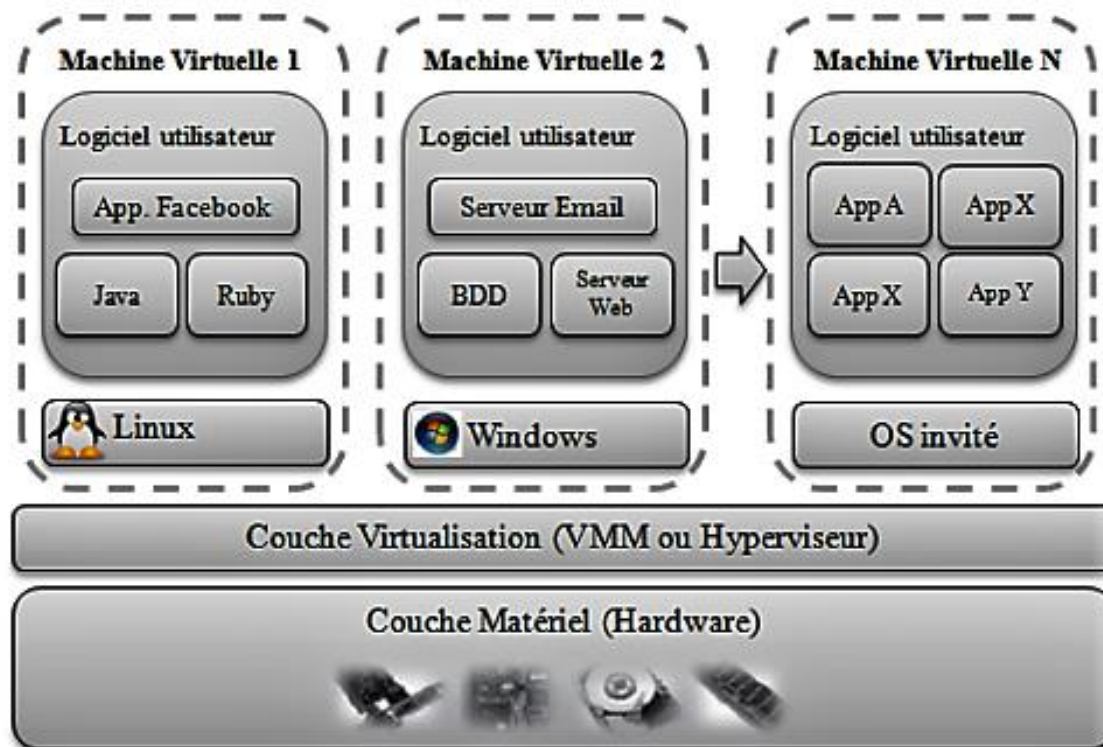 Machine Virtuelle 1
Logiciel utilisateur
App. Facebook
Java
Ruby
Linux
Machine Virtuelle 2
Logiciel utilisateur
Serveur Email
BDD
Serveur
Web
Windows
Machine Virtuelle N
Logiciel utilisateur
App A
App X
App X
App Y
OS invité
Couche Virtualisation (VMM ou Hyperviseur)
Couche Matériel (Hardware)